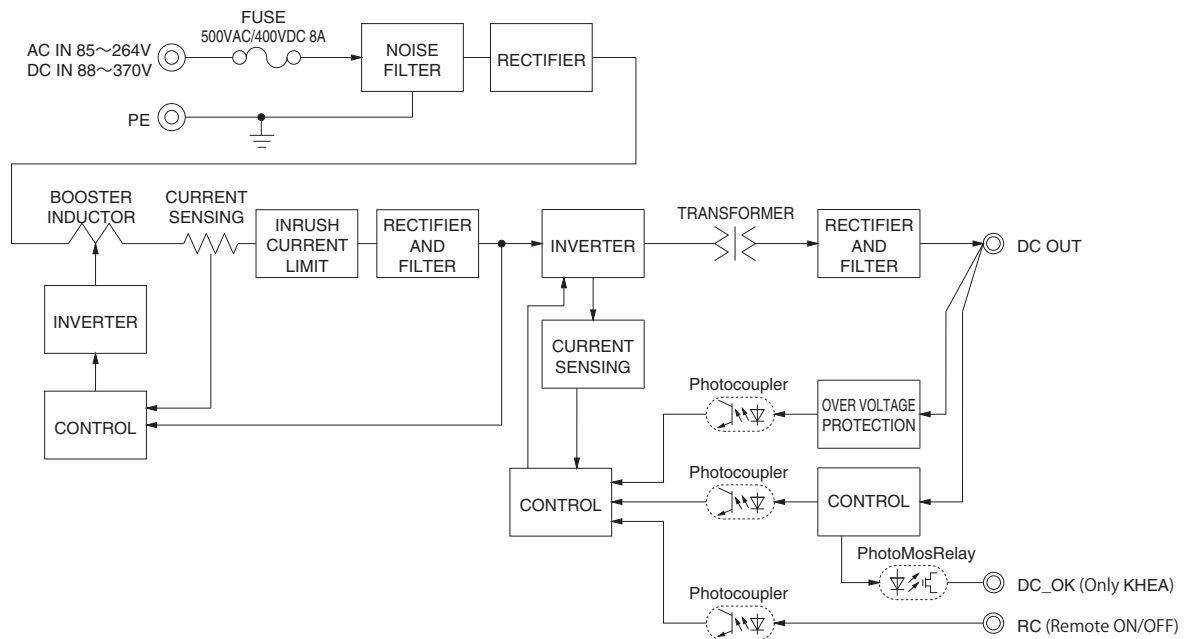 FUSE
500VAC/400VDC 8A
AC IN 85～264V
DC IN 88～370V
NOISE
FILTER
RECTIFIER
PE
BOOSTER
INDUCTOR
CURRENT
SENSING
INRUSH
CURRENT
LIMIT
RECTIFIER
AND
FILTER
INVERTER
TRANSFORMER
RECTIFIER
AND
FILTER
DC OUT
INVERTER
CURRENT
SENSING
CONTROL
Photocoupler
OVER VOLTAGE
PROTECTION
CONTROL
Photocoupler
CONTROL
PhotoMosRelay
DC_OK (Only KHEA)
Photocoupler
RC (Remote ON/OFF)